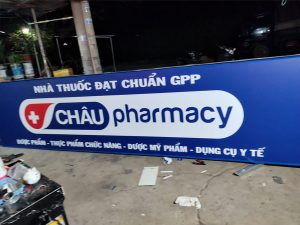 NHÀ THUỐC ĐẠT CHUẨN GPP
CHÂU pharmacy
DƯỢC PHẨM - THỰC PHẨM CHỨC NĂNG - DƯỢC MỸ PHẨM - DỤNG CỤ Y TẾ